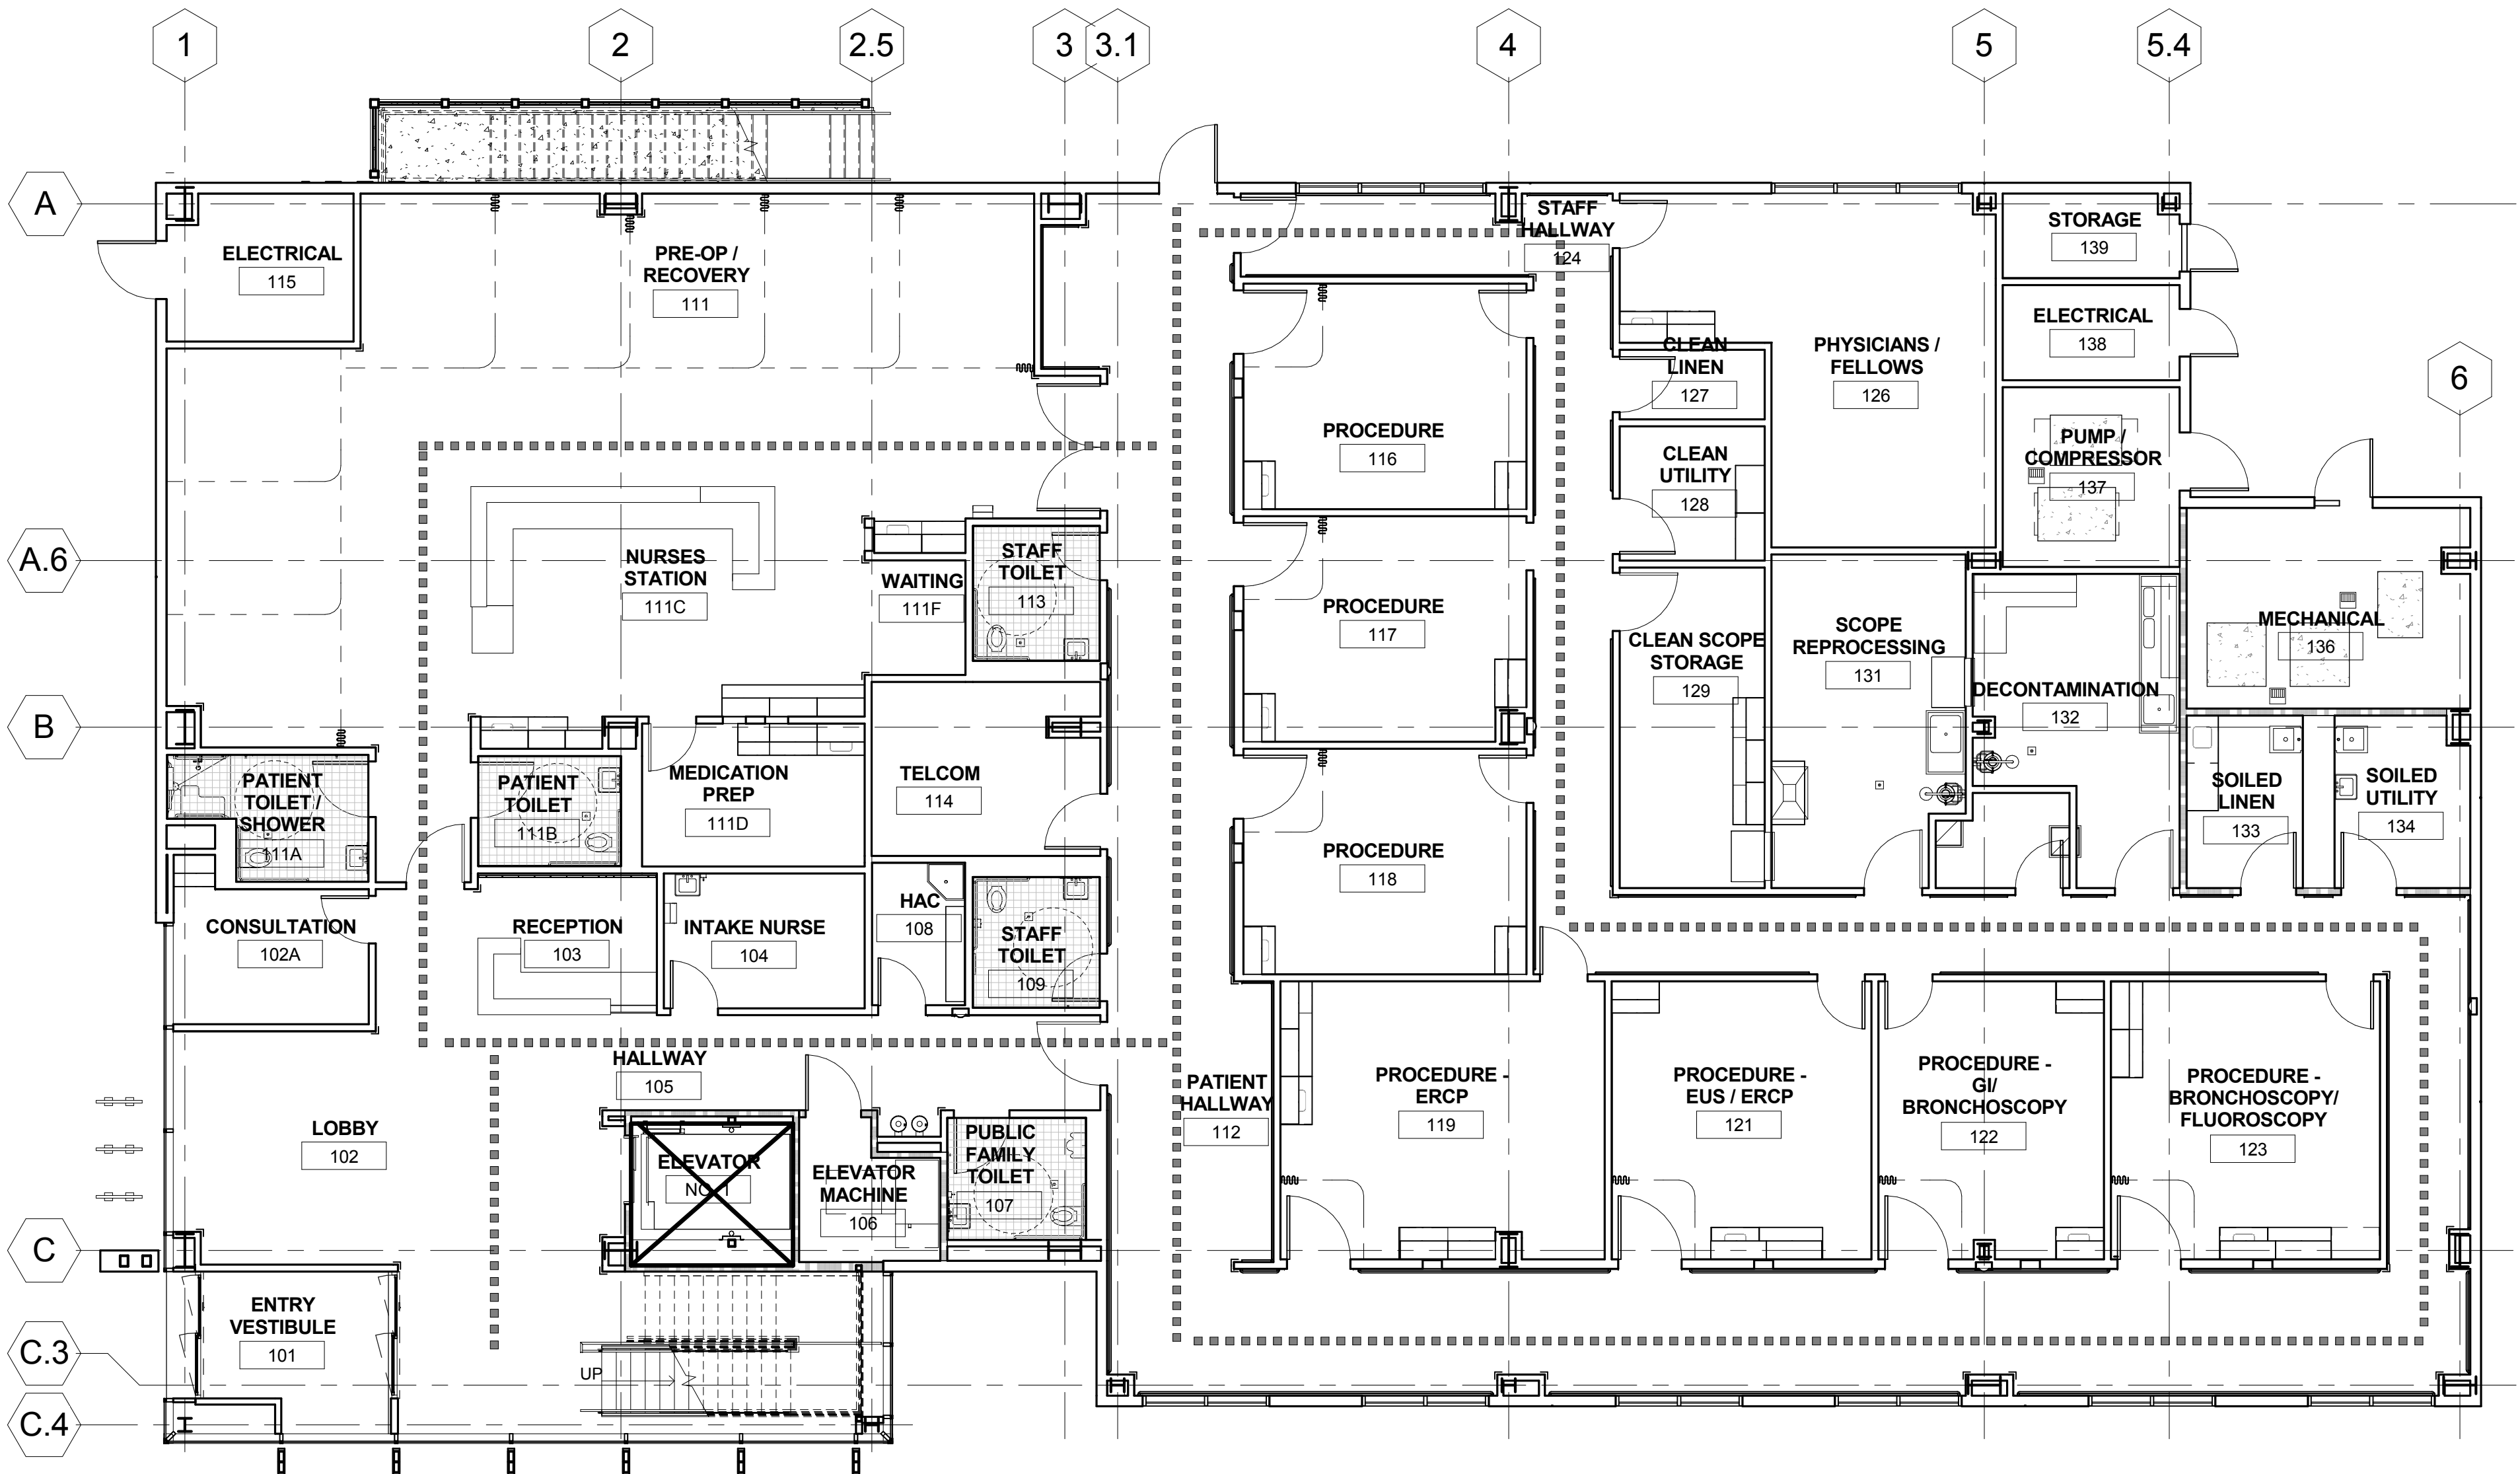 1
2
2.5
3
3.1
4
5
5.4
A
STAFF
HALLWAY
124
STORAGE
139
ELECTRICAL
115
PRE-OP /
RECOVERY
111
ELECTRICAL
138
CLEAN
LINEN
127
PHYSICIANS /
FELLOWS
126
6
PROCEDURE
116
CLEAN
UTILITY
128
PUMP /
COMPRESSOR
137
A.6
NURSES
STATION
111C
WAITING
111F
STAFF
TOILET
113
PROCEDURE
117
CLEAN SCOPE
STORAGE
129
SCOPE
REPROCESSING
131
MECHANICAL
136
DECONTAMINATION
132
B
PATIENT
TOILET /
SHOWER
111A
PATIENT
TOILET
111B
MEDICATION
PREP
111D
TELCOM
114
PROCEDURE
118
SOILED
LINEN
133
SOILED
UTILITY
134
CONSULTATION
102A
RECEPTION
103
INTAKE NURSE
104
HAC
108
STAFF
TOILET
109
HALLWAY
105
LOBBY
102
ELEVATOR
NO. 1
ELEVATOR
MACHINE
106
PUBLIC
FAMILY
TOILET
107
PATIENT
HALLWAY
112
PROCEDURE -
ERCP
119
PROCEDURE -
EUS / ERCP
121
PROCEDURE -
GI/
BRONCHOSCOPY
122
PROCEDURE -
BRONCHOSCOPY/
FLUOROSCOPY
123
C
ENTRY
VESTIBULE
101
C.3
UP
C.4